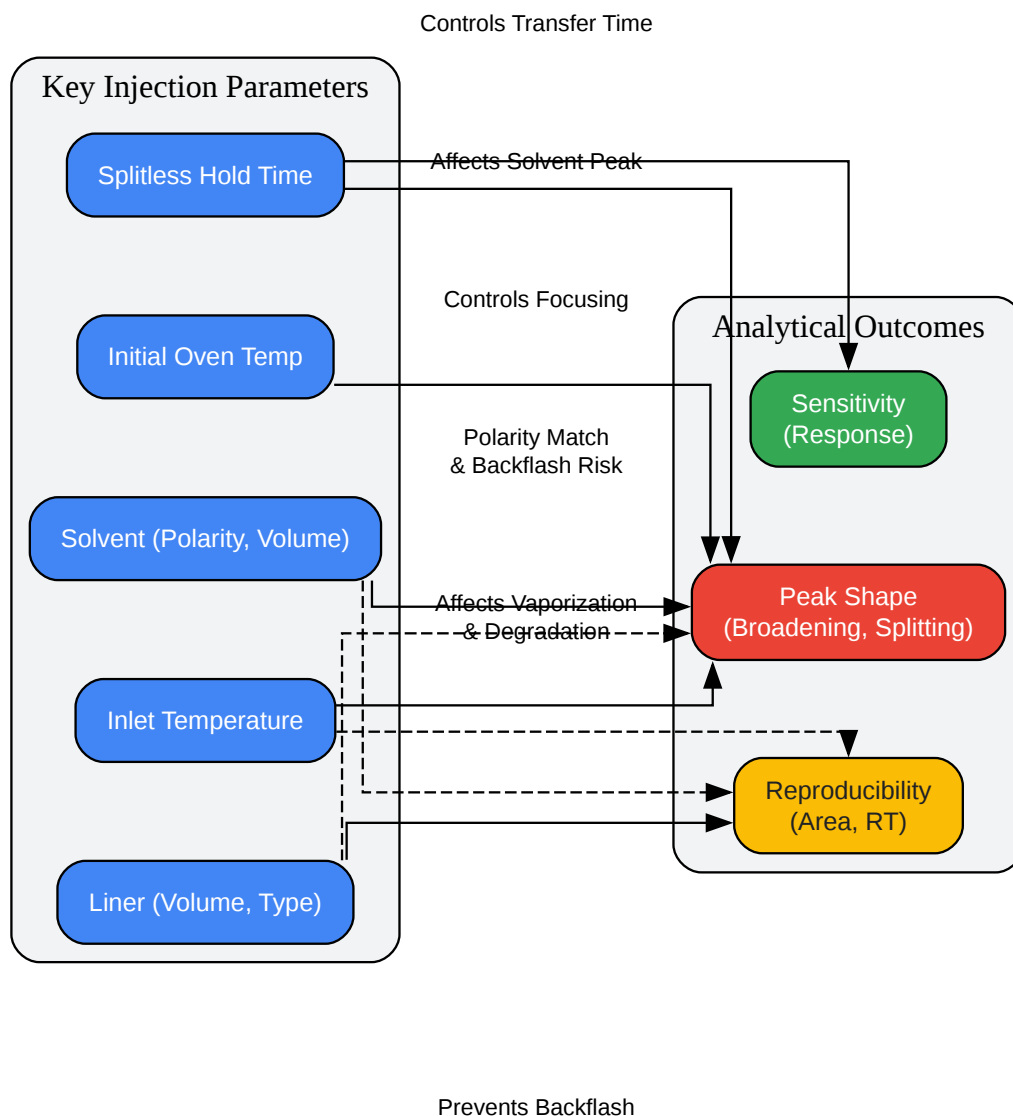 Controls Transfer Time
Key Injection Parameters
Splitless Hold Time
Affects Solvent Peak
Initial Oven Temp
Controls Focusing
Polarity Match
& Backflash Risk
Solvent (Polarity, Volume)
Affects Vaporization
& Degradation
Inlet Temperature
Liner (Volume, Type)
Analytical Outcomes
Sensitivity
(Response)
Peak Shape
(Broadening, Splitting)
Reproducibility
(Area, RT)
Prevents Backflash